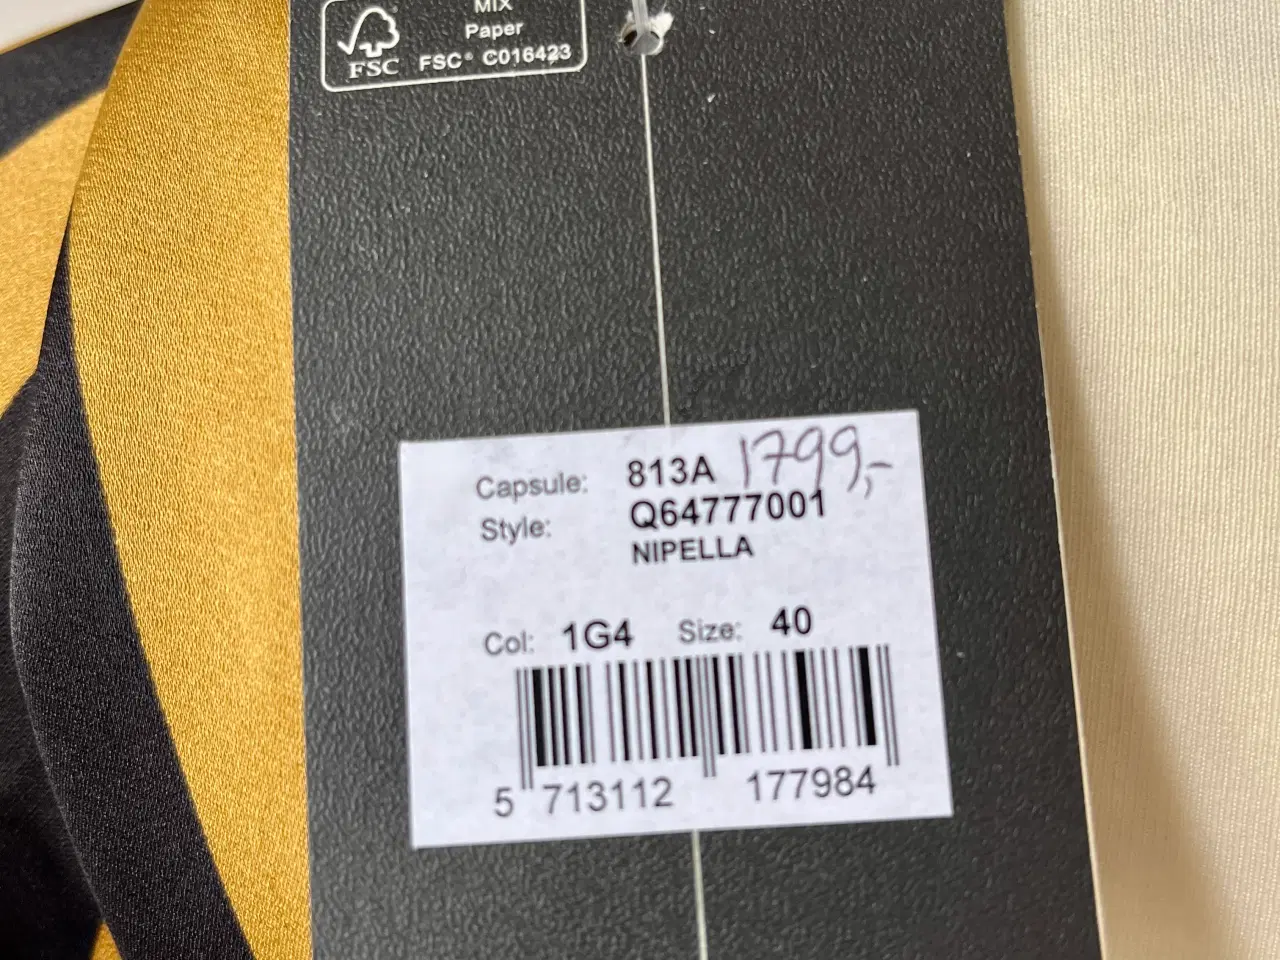 MIX
Paper
FSC FSC® C016423
Capsule: 813A 1799,-
Style: Q64777001
NIPELLA
Col: 1G4 Size: 40
5 713112 177984